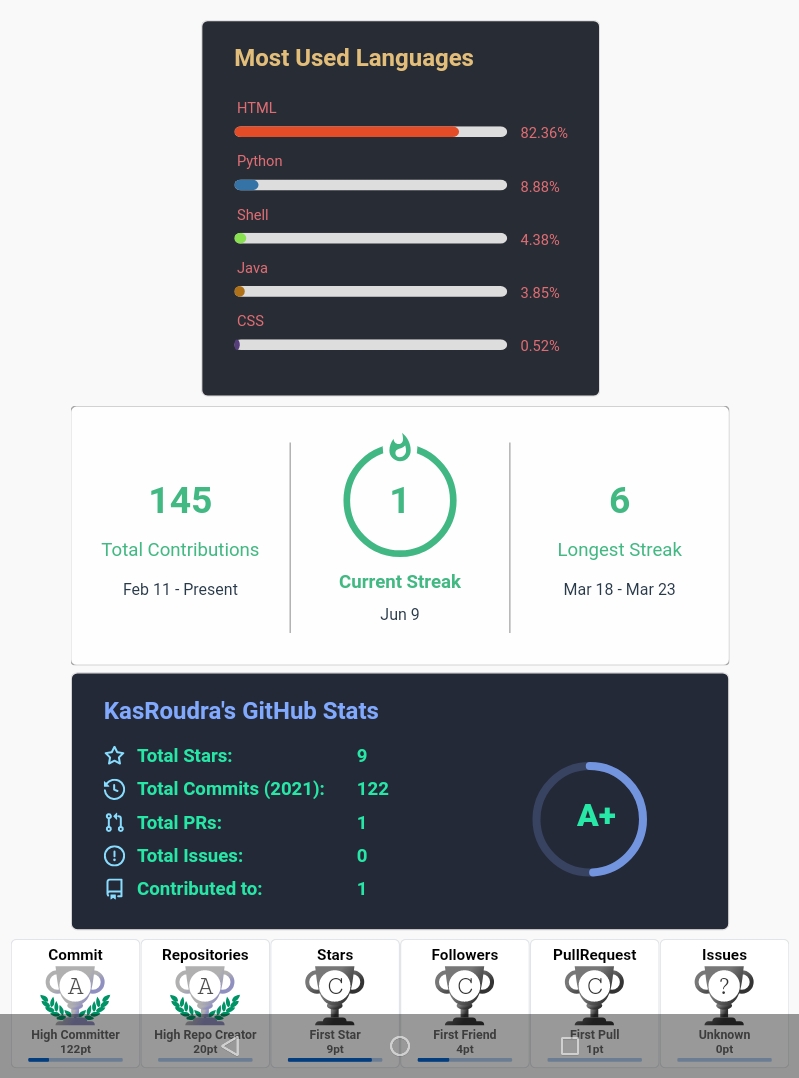 Most Used Languages
HTML
82.36%
Python
8.88%
Shell
4.38%
Java
3.85%
CSS
0.52%
145
Total Contributions
Feb 11 - Present
1
Current Streak
Jun 9
6
Longest Streak
Mar 18 - Mar 23
KasRoudra's GitHub Stats
Total Stars: 9
Total Commits (2021): 122
Total PRs: 1
Total Issues: 0
Contributed to: 1
A+
Commit
A
High Committer
122pt
Repositories
A
High Repo Creator
20pt
Stars
C
First Star
9pt
Followers
C
First Friend
4pt
PullRequest
C
First Pull
1pt
Issues
?
Unknown
0pt